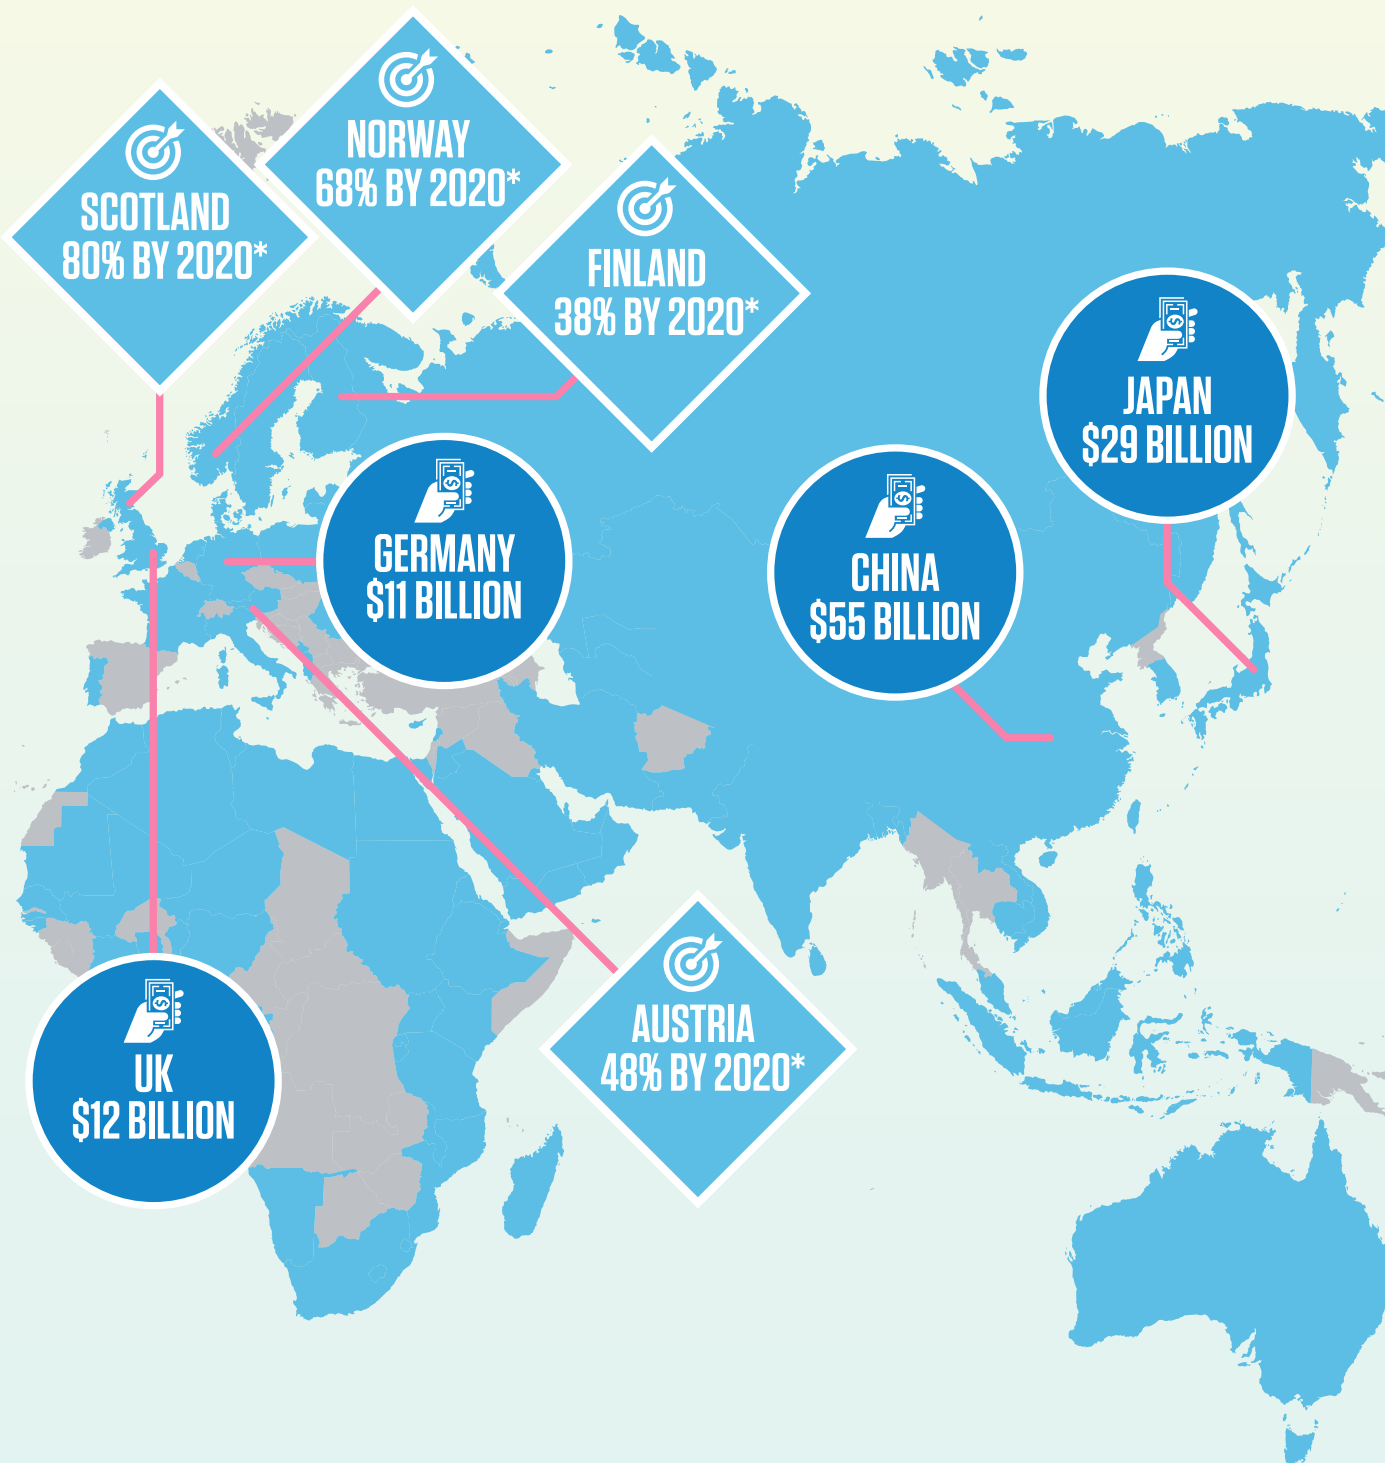 NORWAY
68% BY 2020*
SCOTLAND
80% BY 2020*
FINLAND
38% BY 2020*
JAPAN
$29 BILLION
GERMANY
$11 BILLION
CHINA
$55 BILLION
AUSTRIA
48% BY 2020*
UK
$12 BILLION